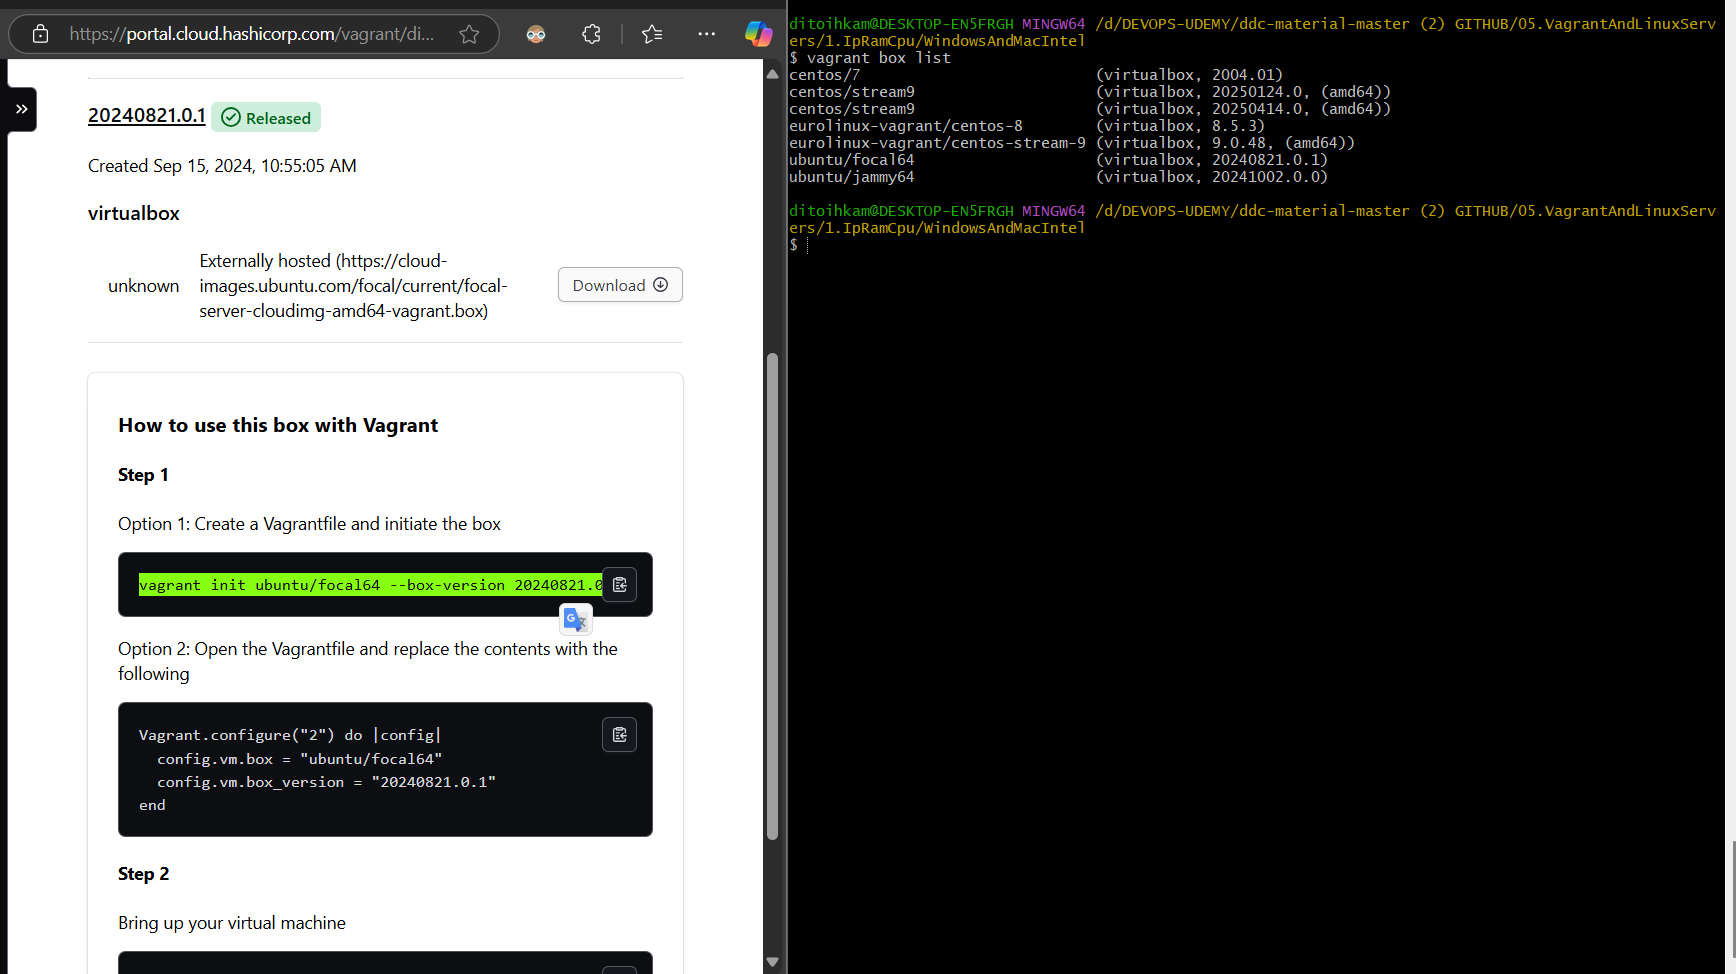 https://portal.cloud.hashicorp.com/vagrant/di...
20240821.0.1 Released
Created Sep 15, 2024, 10:55:05 AM
virtualbox
unknown
Externally hosted (https://cloud-
images.ubuntu.com/focal/current/focal-
server-cloudimg-amd64-vagrant.box)
Download
How to use this box with Vagrant
Step 1
Option 1: Create a Vagrantfile and initiate the box
vagrant init ubuntu/focal64 --box-version 20240821.0
Option 2: Open the Vagrantfile and replace the contents with the
following
Vagrant.configure("2") do |config|
  config.vm.box = "ubuntu/focal64"
  config.vm.box_version = "20240821.0.1"
end
Step 2
Bring up your virtual machine
ditoihkam@DESKTOP-EN5FRGH MINGW64 /d/DEVOPS-UDEMY/ddc-material-master (2) GITHUB/05.VagrantAndLinuxServ
ers/1.IpRamCpu/WindowsAndMacIntel
$ vagrant box list
centos/7                          (virtualbox, 2004.01)
centos/stream9                    (virtualbox, 20250124.0, (amd64))
centos/stream9                    (virtualbox, 20250414.0, (amd64))
eurolinux-vagrant/centos-8        (virtualbox, 8.5.3)
eurolinux-vagrant/centos-stream-9 (virtualbox, 9.0.48, (amd64))
ubuntu/focal64                    (virtualbox, 20240821.0.1)
ubuntu/jammy64                    (virtualbox, 20241002.0.0)
ditoihkam@DESKTOP-EN5FRGH MINGW64 /d/DEVOPS-UDEMY/ddc-material-master (2) GITHUB/05.VagrantAndLinuxServ
ers/1.IpRamCpu/WindowsAndMacIntel
$